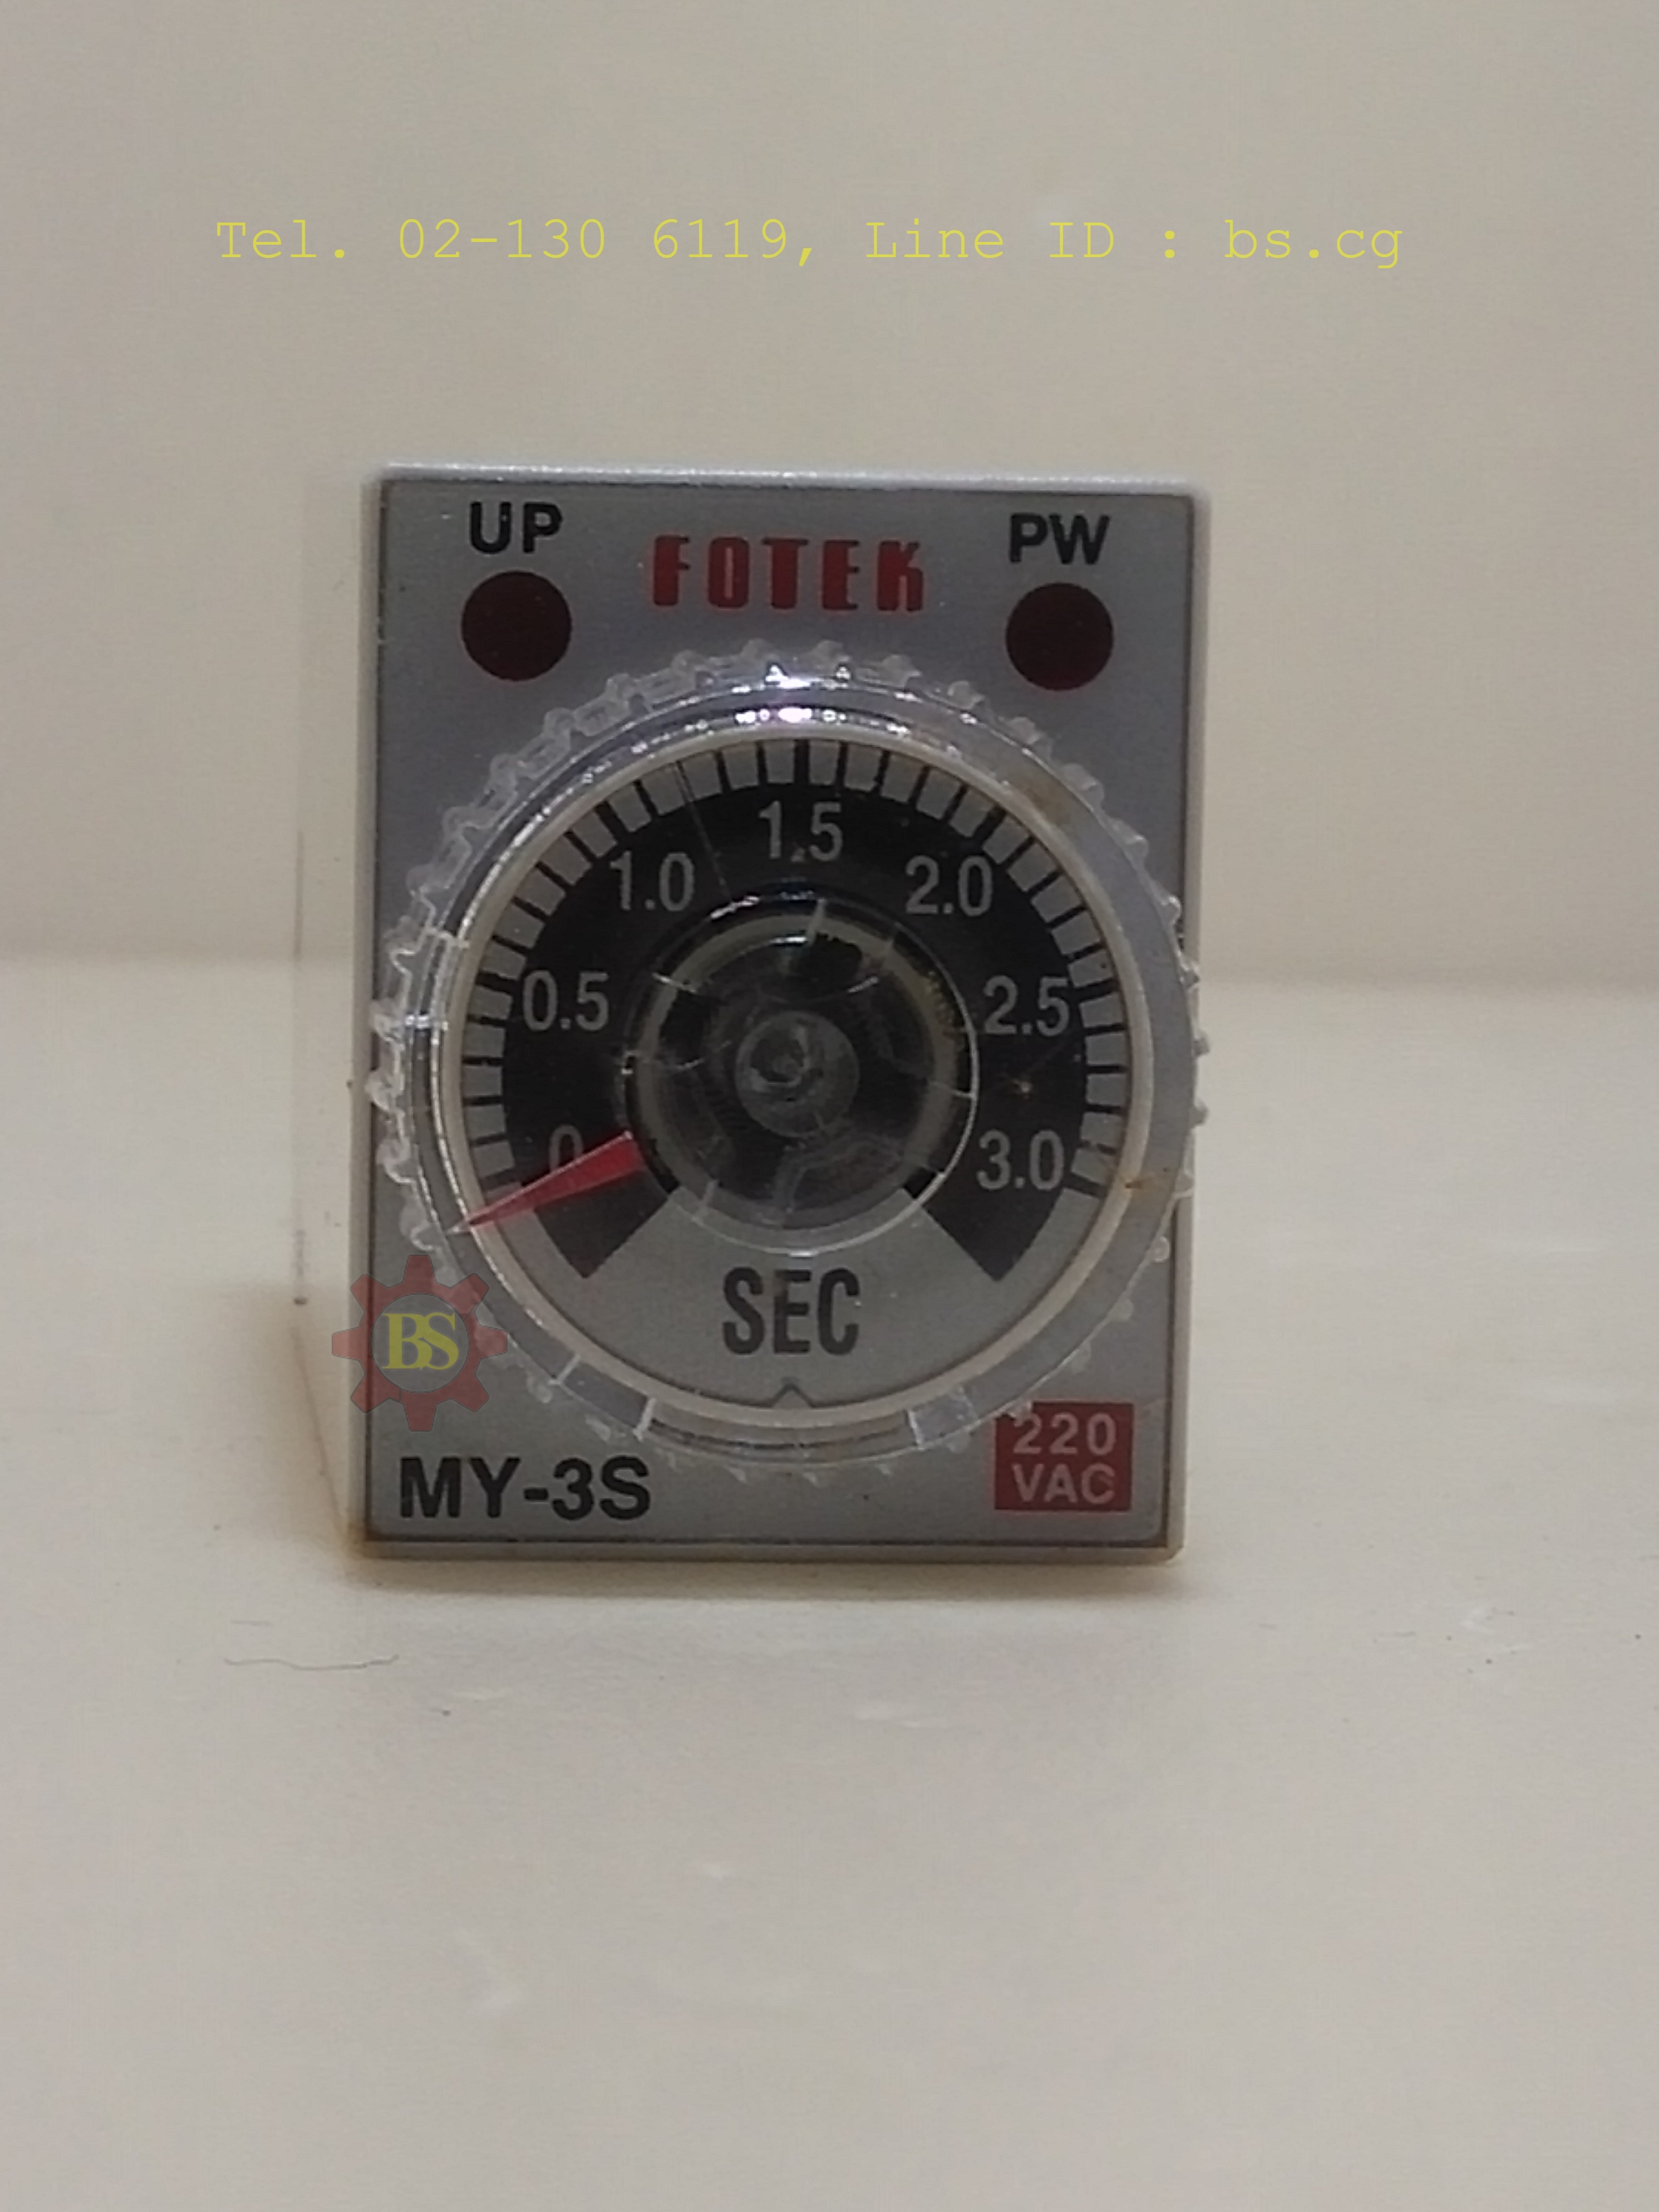 Tel. 02-130 6119, Line ID : bs.cg
UP
FOTEK
PW
0
0.5
1.0
1.5
2.0
2.5
3.0
SEC
BS
MY-3S
220
VAC